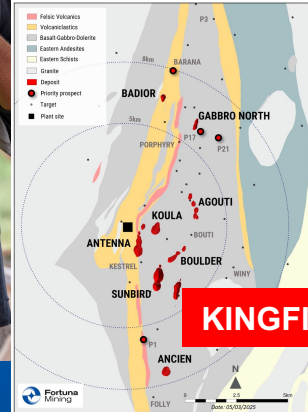 Felsic Volcanics
Volcaniclastics
Basalt-Gabbro-Dolerite
Eastern Andesites
Eastern Schists
Granite
Deposit
Priority prospect
Target
Plant site
P3
8km
BARANA
BADIOR
GABBRO NORTH
5km
P17
P21
PORPHYRY
AGOUTI
KOULA
BOUTI
ANTENNA
KESTREL
BOULDER
WINY
SUNBIRD
KINGFI
P1
ANCIEN
FOLLY
Fortuna
Mining
N
0 2.5 5km
Date: 05/03/2025